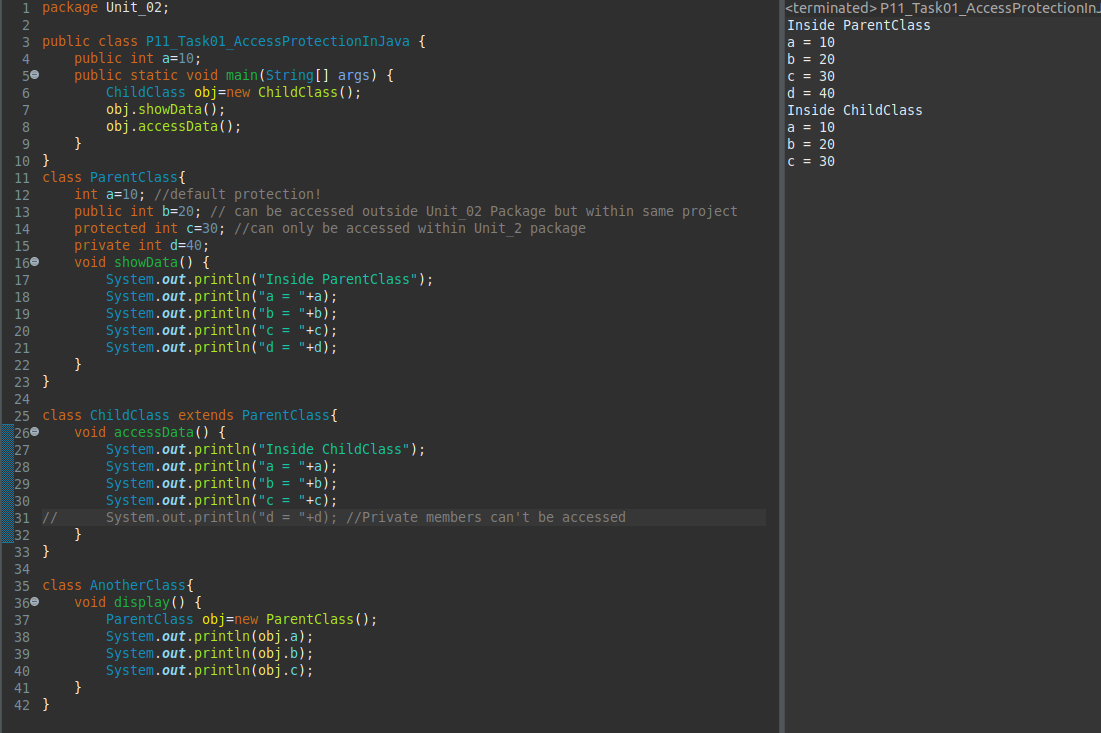 1 package Unit_02;
2
3 public class P11_Task01_AccessProtectionInJava {
4     public int a=10;
5     public static void main(String[] args) {
6         ChildClass obj=new ChildClass();
7         obj.showData();
8         obj.accessData();
9     }
10 }
11 class ParentClass{
12     int a=10; //default protection!
13     public int b=20; // can be accessed outside Unit_02 Package but within same project
14     protected int c=30; //can only be accessed within Unit_2 package
15     private int d=40;
16     void showData() {
17         System.out.println("Inside ParentClass");
18         System.out.println("a = "+a);
19         System.out.println("b = "+b);
20         System.out.println("c = "+c);
21         System.out.println("d = "+d);
22     }
23 }
24
25 class ChildClass extends ParentClass{
26     void accessData() {
27         System.out.println("Inside ChildClass");
28         System.out.println("a = "+a);
29         System.out.println("b = "+b);
30         System.out.println("c = "+c);
31 //      System.out.println("d = "+d); //Private members can't be accessed
32     }
33 }
34
35 class AnotherClass{
36     void display() {
37         ParentClass obj=new ParentClass();
38         System.out.println(obj.a);
39         System.out.println(obj.b);
40         System.out.println(obj.c);
41     }
42 }
<terminated> P11_Task01_AccessProtectionInJ
Inside ParentClass
a = 10
b = 20
c = 30
d = 40
Inside ChildClass
a = 10
b = 20
c = 30